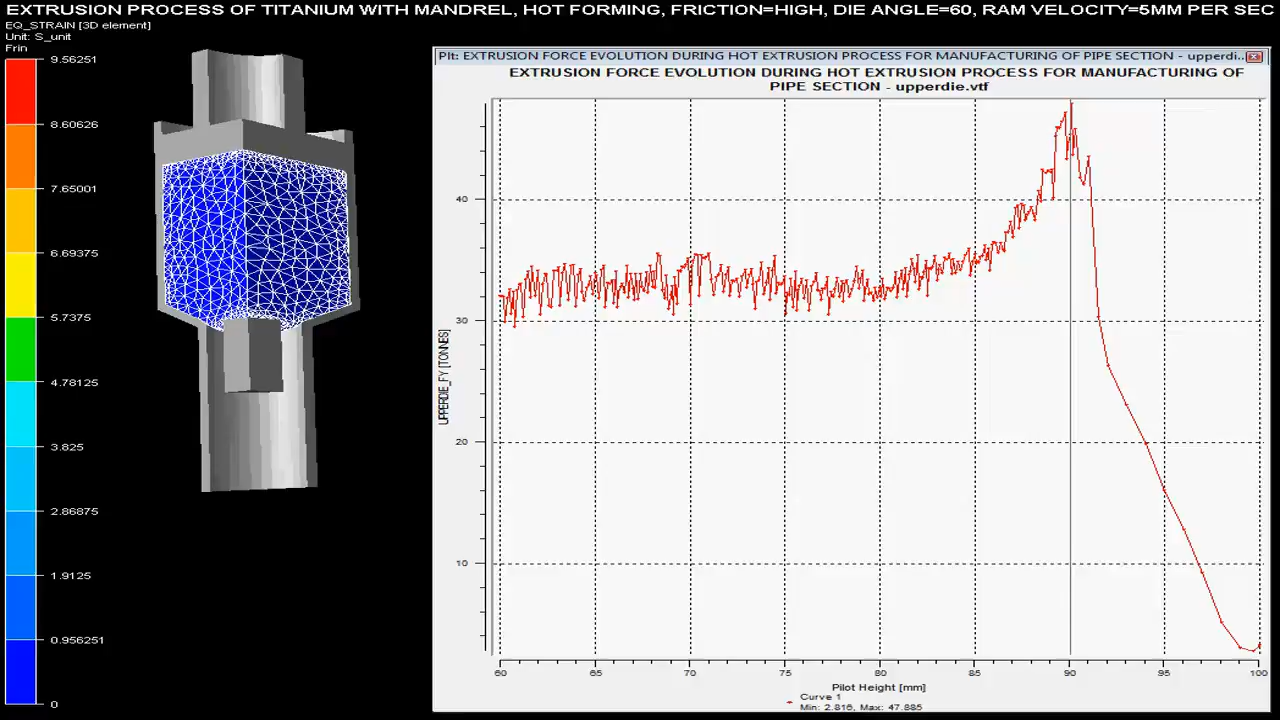 EXTRUSION PROCESS OF TITANIUM WITH MANDREL, HOT FORMING, FRICTION=HIGH, DIE ANGLE=60, RAM VELOCITY=5MM PER SEC
EQ_STRAIN [3D element]
Unit: S_unit
Frin
9.56251
8.60626
7.65001
6.69375
5.7375
4.78125
3.825
2.86875
1.9125
0.956251
0
Plt: EXTRUSION FORCE EVOLUTION DURING HOT EXTRUSION PROCESS FOR MANUFACTURING OF PIPE SECTION - upperdi...
EXTRUSION FORCE EVOLUTION DURING HOT EXTRUSION PROCESS FOR MANUFACTURING OF
PIPE SECTION - upperdie.vtf
UPPERDIE_FY [TONNES]
40
30
20
10
60 65 70 75 80 85 90 95 100
Pilot Height [mm]
Curve 1
Min: 2.816, Max: 47.885